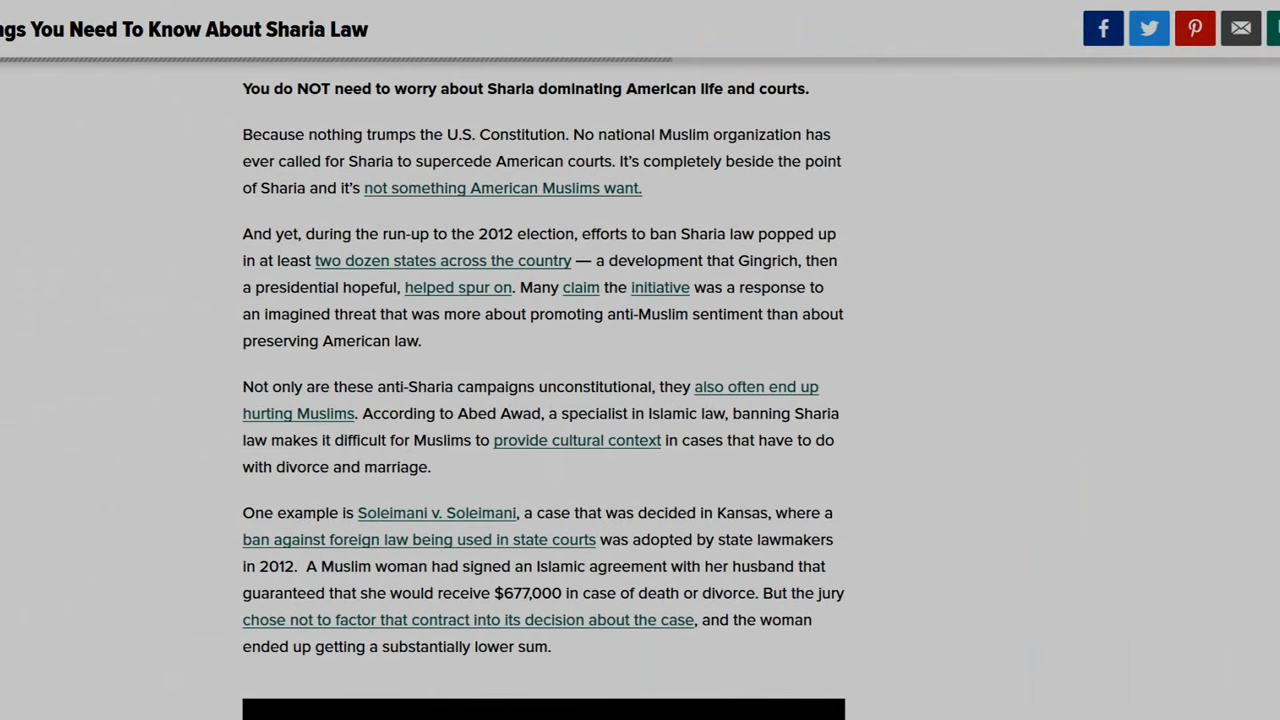 ngs You Need To Know About Sharia Law
You do NOT need to worry about Sharia dominating American life and courts.
Because nothing trumps the U.S. Constitution. No national Muslim organization has
ever called for Sharia to supercede American courts. It's completely beside the point
of Sharia and it's not something American Muslims want.
And yet, during the run-up to the 2012 election, efforts to ban Sharia law popped up
in at least two dozen states across the country — a development that Gingrich, then
a presidential hopeful, helped spur on. Many claim the initiative was a response to
an imagined threat that was more about promoting anti-Muslim sentiment than about
preserving American law.
Not only are these anti-Sharia campaigns unconstitutional, they also often end up
hurting Muslims. According to Abed Awad, a specialist in Islamic law, banning Sharia
law makes it difficult for Muslims to provide cultural context in cases that have to do
with divorce and marriage.
One example is Soleimani v. Soleimani, a case that was decided in Kansas, where a
ban against foreign law being used in state courts was adopted by state lawmakers
in 2012.  A Muslim woman had signed an Islamic agreement with her husband that
guaranteed that she would receive $677,000 in case of death or divorce. But the jury
chose not to factor that contract into its decision about the case, and the woman
ended up getting a substantially lower sum.